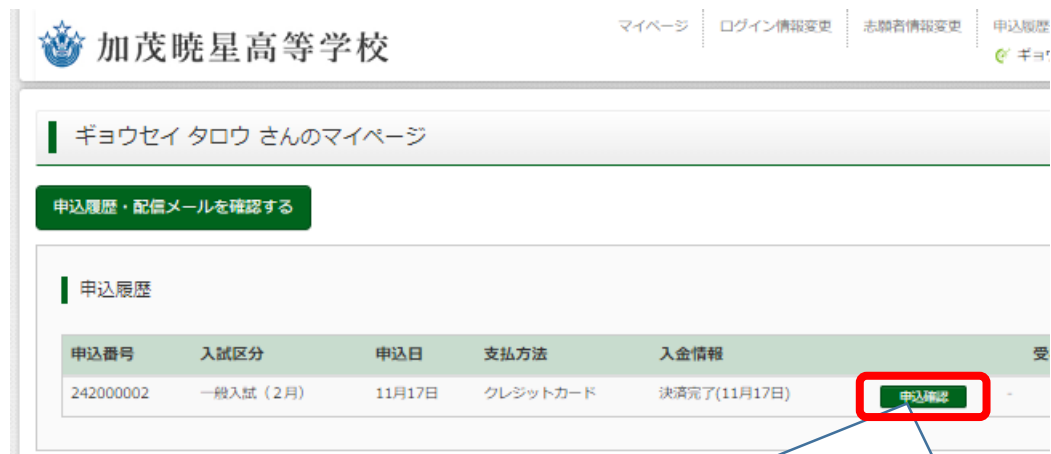 マイページ ログイン情報変更 志願者情報変更 申込履歴
加茂暁星高等学校
ギョウセイ タロウ さんのマイページ
申込履歴・配信メールを確認する
申込履歴
申込番号 入試区分 申込日 支払方法 入金情報 受
242000002 一般入試（2月） 11月17日 クレジットカード 決済完了(11月17日) 申込確認 -